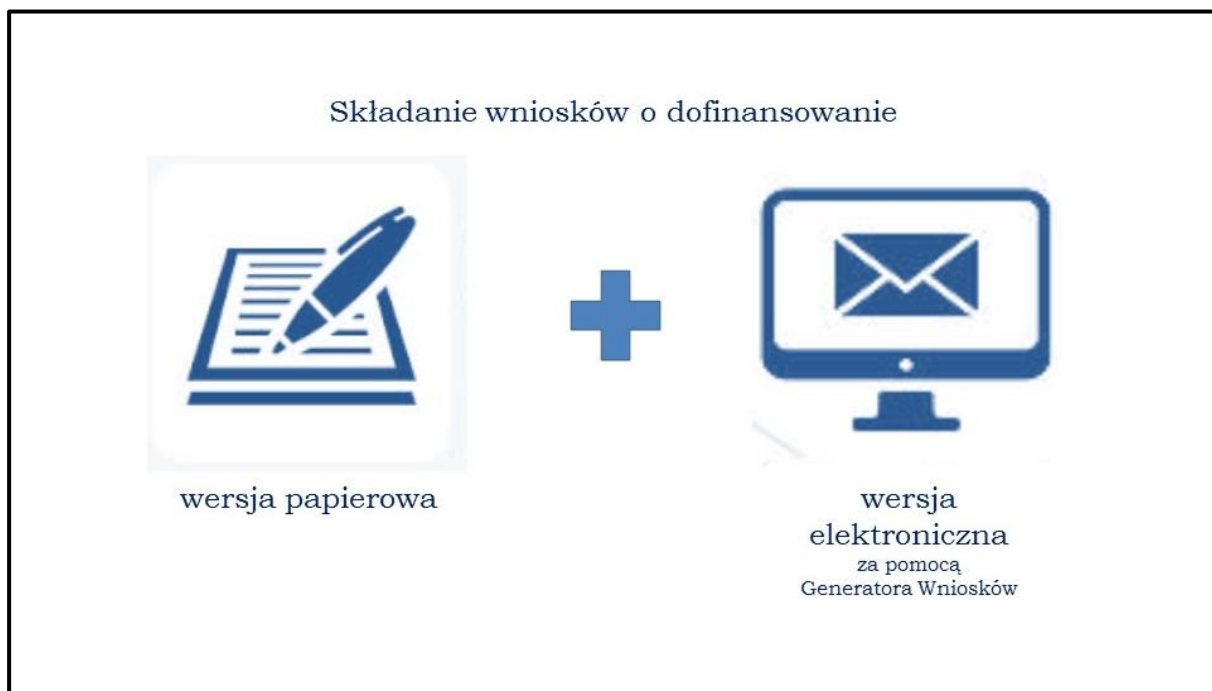 Składanie wniosków o dofinansowanie
wersja papierowa
wersja
elektroniczna
za pomocą
Generatora Wniosków